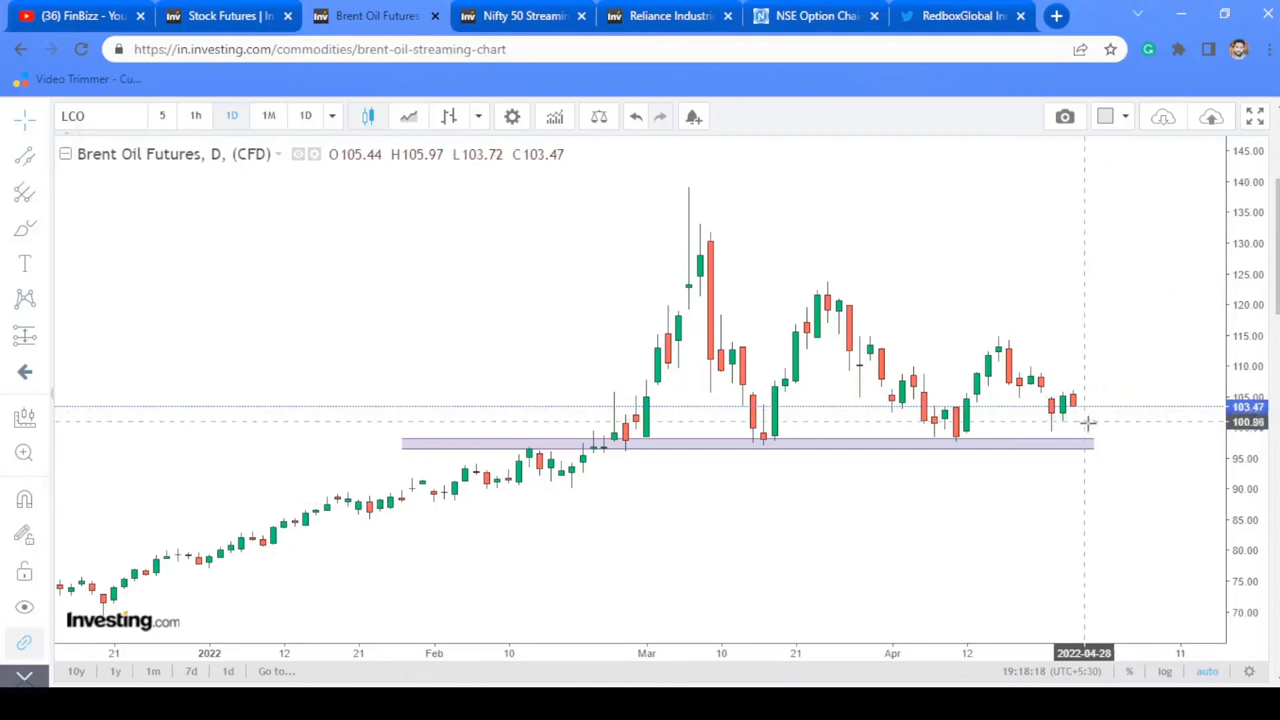 (36) FinBizz - You
Stock Futures | In
Brent Oil Futures
Nifty 50 Streamin
Reliance Industri
NSE Option Chai
RedboxGlobal In
https://in.investing.com/commodities/brent-oil-streaming-chart
Video Trimmer - Cu...
LCO 5 1h 1D 1M 1D
Brent Oil Futures, D, (CFD) O105.44 H105.97 L103.72 C103.47
145.00
140.00
135.00
130.00
125.00
120.00
115.00
110.00
105.00
103.47
100.86
95.00
90.00
85.00
80.00
75.00
70.00
Investing.com
21 2022 12 21 Feb 10 Mar 10 21 Apr 12 2022-04-28 11
10y 1y 1m 7d 1d Go to... 19:18:18 (UTC+5:30) % log auto